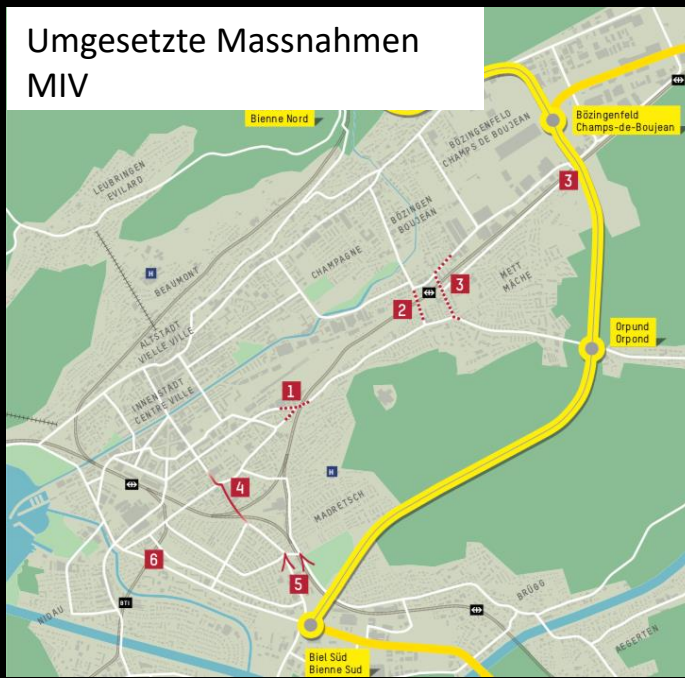 Umgesetzte Massnahmen
MIV
Bienne Nord
Bözingenfeld
Champs-de-Boujean
BÖZINGENFELD
CHAMPS DE BOUJEAN
3
LEUBRINGEN
EVILARD
BÖZINGEN
BOUJEAN
H
BEAUMONT
CHAMPAGNE
METT
MÂCHE
3
2
ALTSTADT
VIELLE VILLE
Orpund
Orpond
INNENSTADT
CENTRE VILLE
1
H
4
MADRETSCH
6
5
BTI
NIDAU
BRÜGG
AEGERTEN
Biel Süd
Bienne Sud